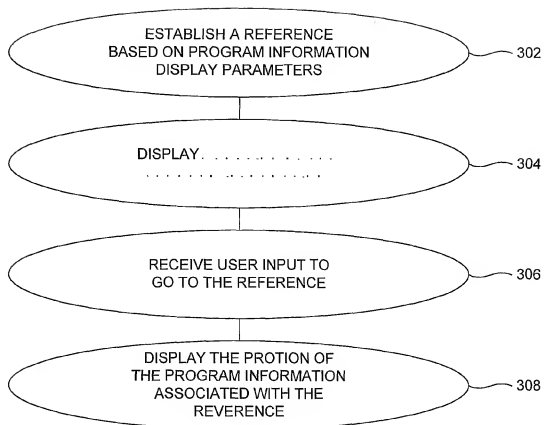 ESTABLISH A REFERENCE
BASED ON PROGRAM INFORMATION
DISPLAY PARAMETERS
302
DISPLAY
304
RECEIVE USER INPUT TO
GO TO THE REFERENCE
306
DISPLAY THE PROTION OF
THE PROGRAM INFORMATION
ASSOCIATED WITH THE
REVERENCE
308